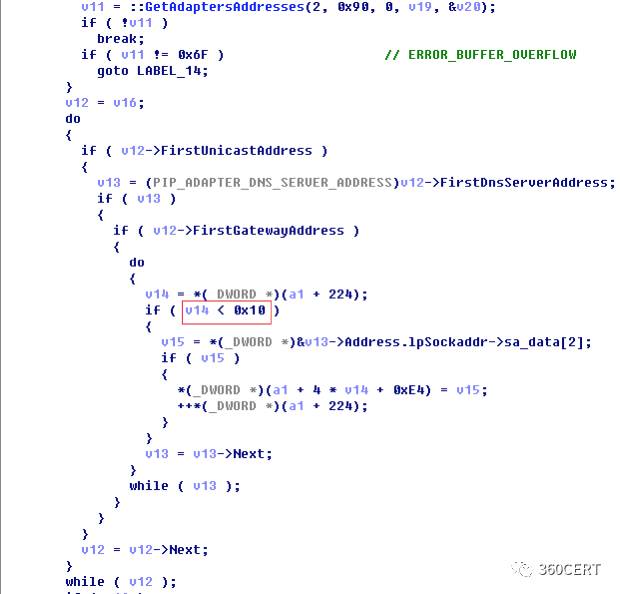 v11 = ::GetAdaptersAddresses(2, 0x90, 0, v19, &v20);
if ( !v11 )
break;
if ( v11 != 0x6F ) // ERROR_BUFFER_OVERFLOW
goto LABEL_14;
}
v12 = v16;
do
{
if ( v12->FirstUnicastAddress )
{
v13 = (PIP_ADAPTER_DNS_SERVER_ADDRESS)v12->FirstDnsServerAddress;
if ( v13 )
{
if ( v12->FirstGatewayAddress )
{
do
{
v14 = *(_DWORD *)(a1 + 224);
if ( v14 < 0x10 )
{
v15 = *(_DWORD *)&v13->Address.lpSockaddr->sa_data[2];
if ( v15 )
{
*(_DWORD *)(a1 + 4 * v14 + 0xE4) = v15;
++*(_DWORD *)(a1 + 224);
}
}
v13 = v13->Next;
}
while ( v13 );
}
}
}
v12 = v12->Next;
}
while ( v12 );
360CERT